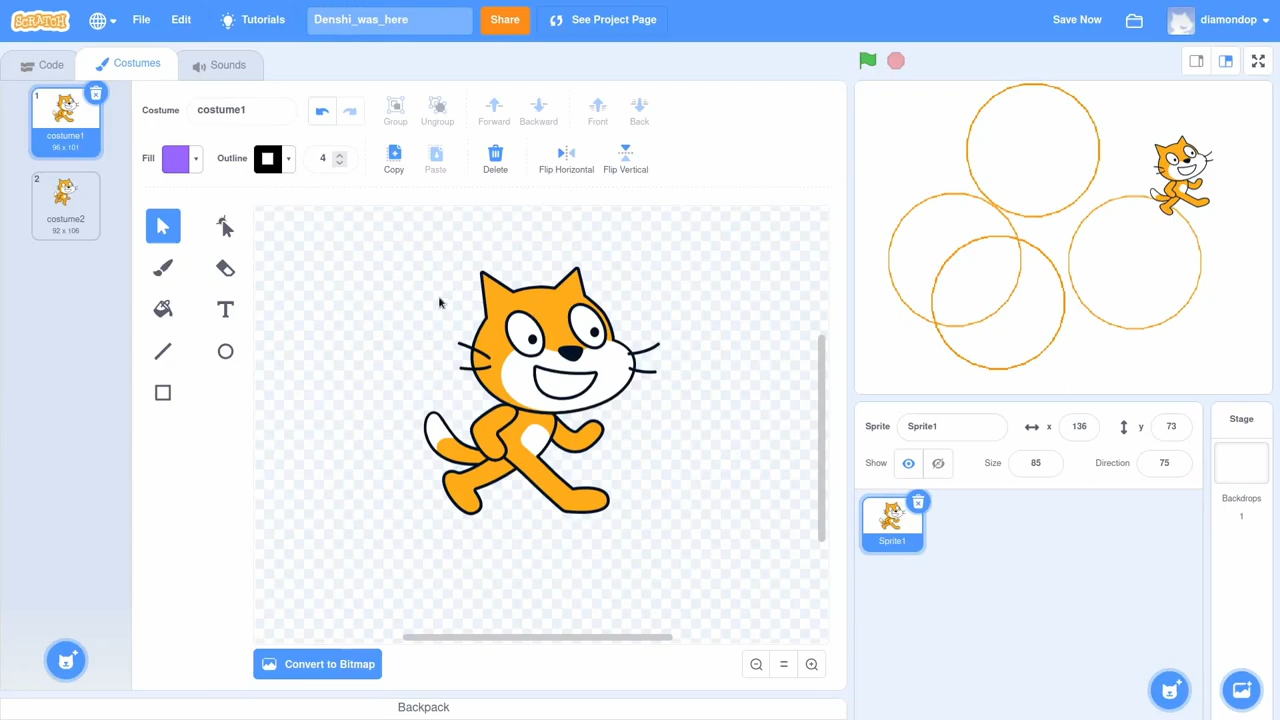 SCRATCH File Edit Tutorials Denshi_was_here Share See Project Page Save Now diamondop
Code Costumes Sounds
1
costume1
96 x 101
2
costume2
92 x 106
Costume costume1 Group Ungroup Forward Backward Front Back
Fill Outline 4 Copy Paste Delete Flip Horizontal Flip Vertical
Convert to Bitmap
Backpack
Sprite Sprite1 x 136 y 73
Show Size 85 Direction 75
Sprite1
Stage
Backdrops
1